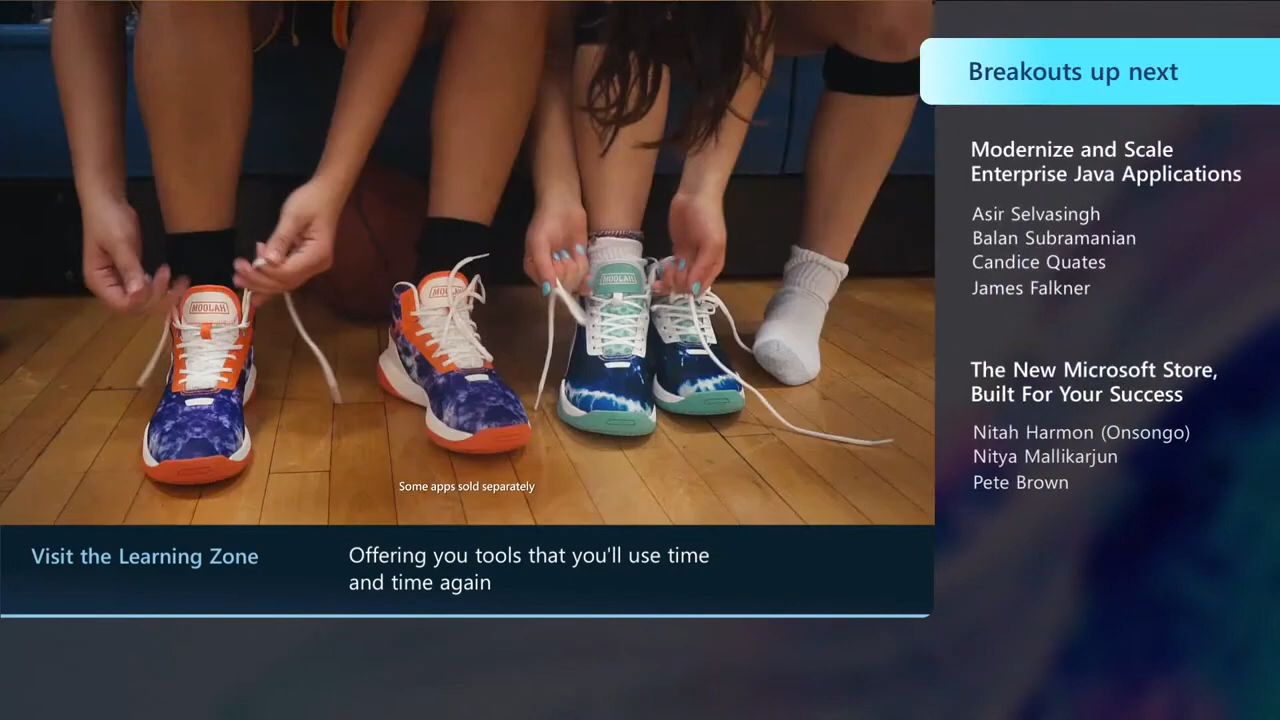 Breakouts up next
Modernize and Scale
Enterprise Java Applications
Asir Selvasingh
Balan Subramanian
Candice Quates
James Falkner
The New Microsoft Store,
Built For Your Success
Nitah Harmon (Onsongo)
Nitya Mallikarjun
Pete Brown
MOOLAH
MOOLAH
MOOLAH
Some apps sold separately
Visit the Learning Zone
Offering you tools that you'll use time
and time again